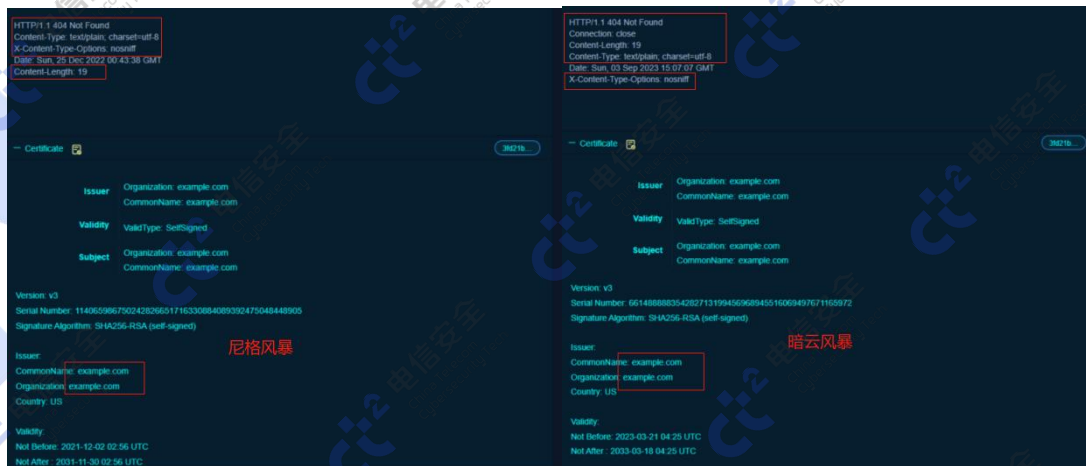 HTTP/1.1 404 Not Found
Content-Type: text/plain; charset=utf-8
X-Content-Type-Options: nosniff
Date: Sun, 25 Dec 2022 00:43:38 GMT
Content-Length: 19
Certificate
3fd21b...
Issuer
Organization: example.com
CommonName: example.com
Validity
ValidType: SelfSigned
Subject
Organization: example.com
CommonName: example.com
Version: v3
Serial Number:
Signature Algorithm: SHA256-RSA (self-signed)
尼格风暴
Issuer:
CommonName: example.com
Organization: example.com
Country: US
Validity:
Not Before: 2021-12-02 02:56 UTC
Not After : 2031-11-30 02:56 UTC
HTTP/1.1 404 Not Found
Connection: close
Content-Length: 19
Content-Type: text/plain; charset=utf-8
Date: Sun, 03 Sep 2023 15:07:07 GMT
X-Content-Type-Options: nosniff
Certificate
3fd21b...
Issuer
Organization: example.com
CommonName: example.com
Validity
ValidType: SelfSigned
Subject
Organization: example.com
CommonName: example.com
Version: v3
Serial Number:
Signature Algorithm: SHA256-RSA (self-signed)
暗云风暴
Issuer:
CommonName: example.com
Organization: example.com
Country: US
Validity:
Not Before: 2023-03-21 04:25 UTC
Not After : 2033-03-18 04:25 UTC
电信安全